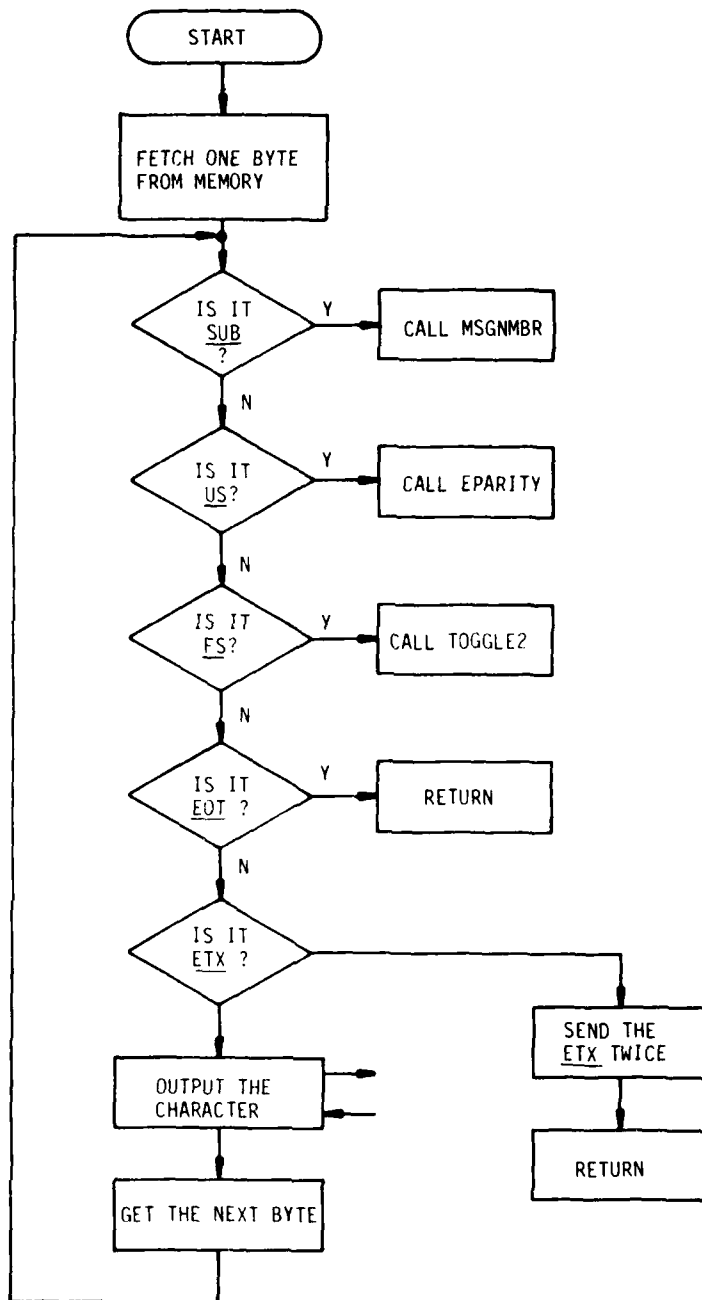 START
FETCH ONE BYTE
FROM MEMORY
IS IT
SUB
?
Y
CALL MSGNMBR
N
IS IT
US?
Y
CALL EPARITY
N
IS IT
FS?
Y
CALL TOGGLE2
N
IS IT
EOT ?
Y
RETURN
N
IS IT
ETX ?
SEND THE
ETX TWICE
OUTPUT THE
CHARACTER
RETURN
GET THE NEXT BYTE